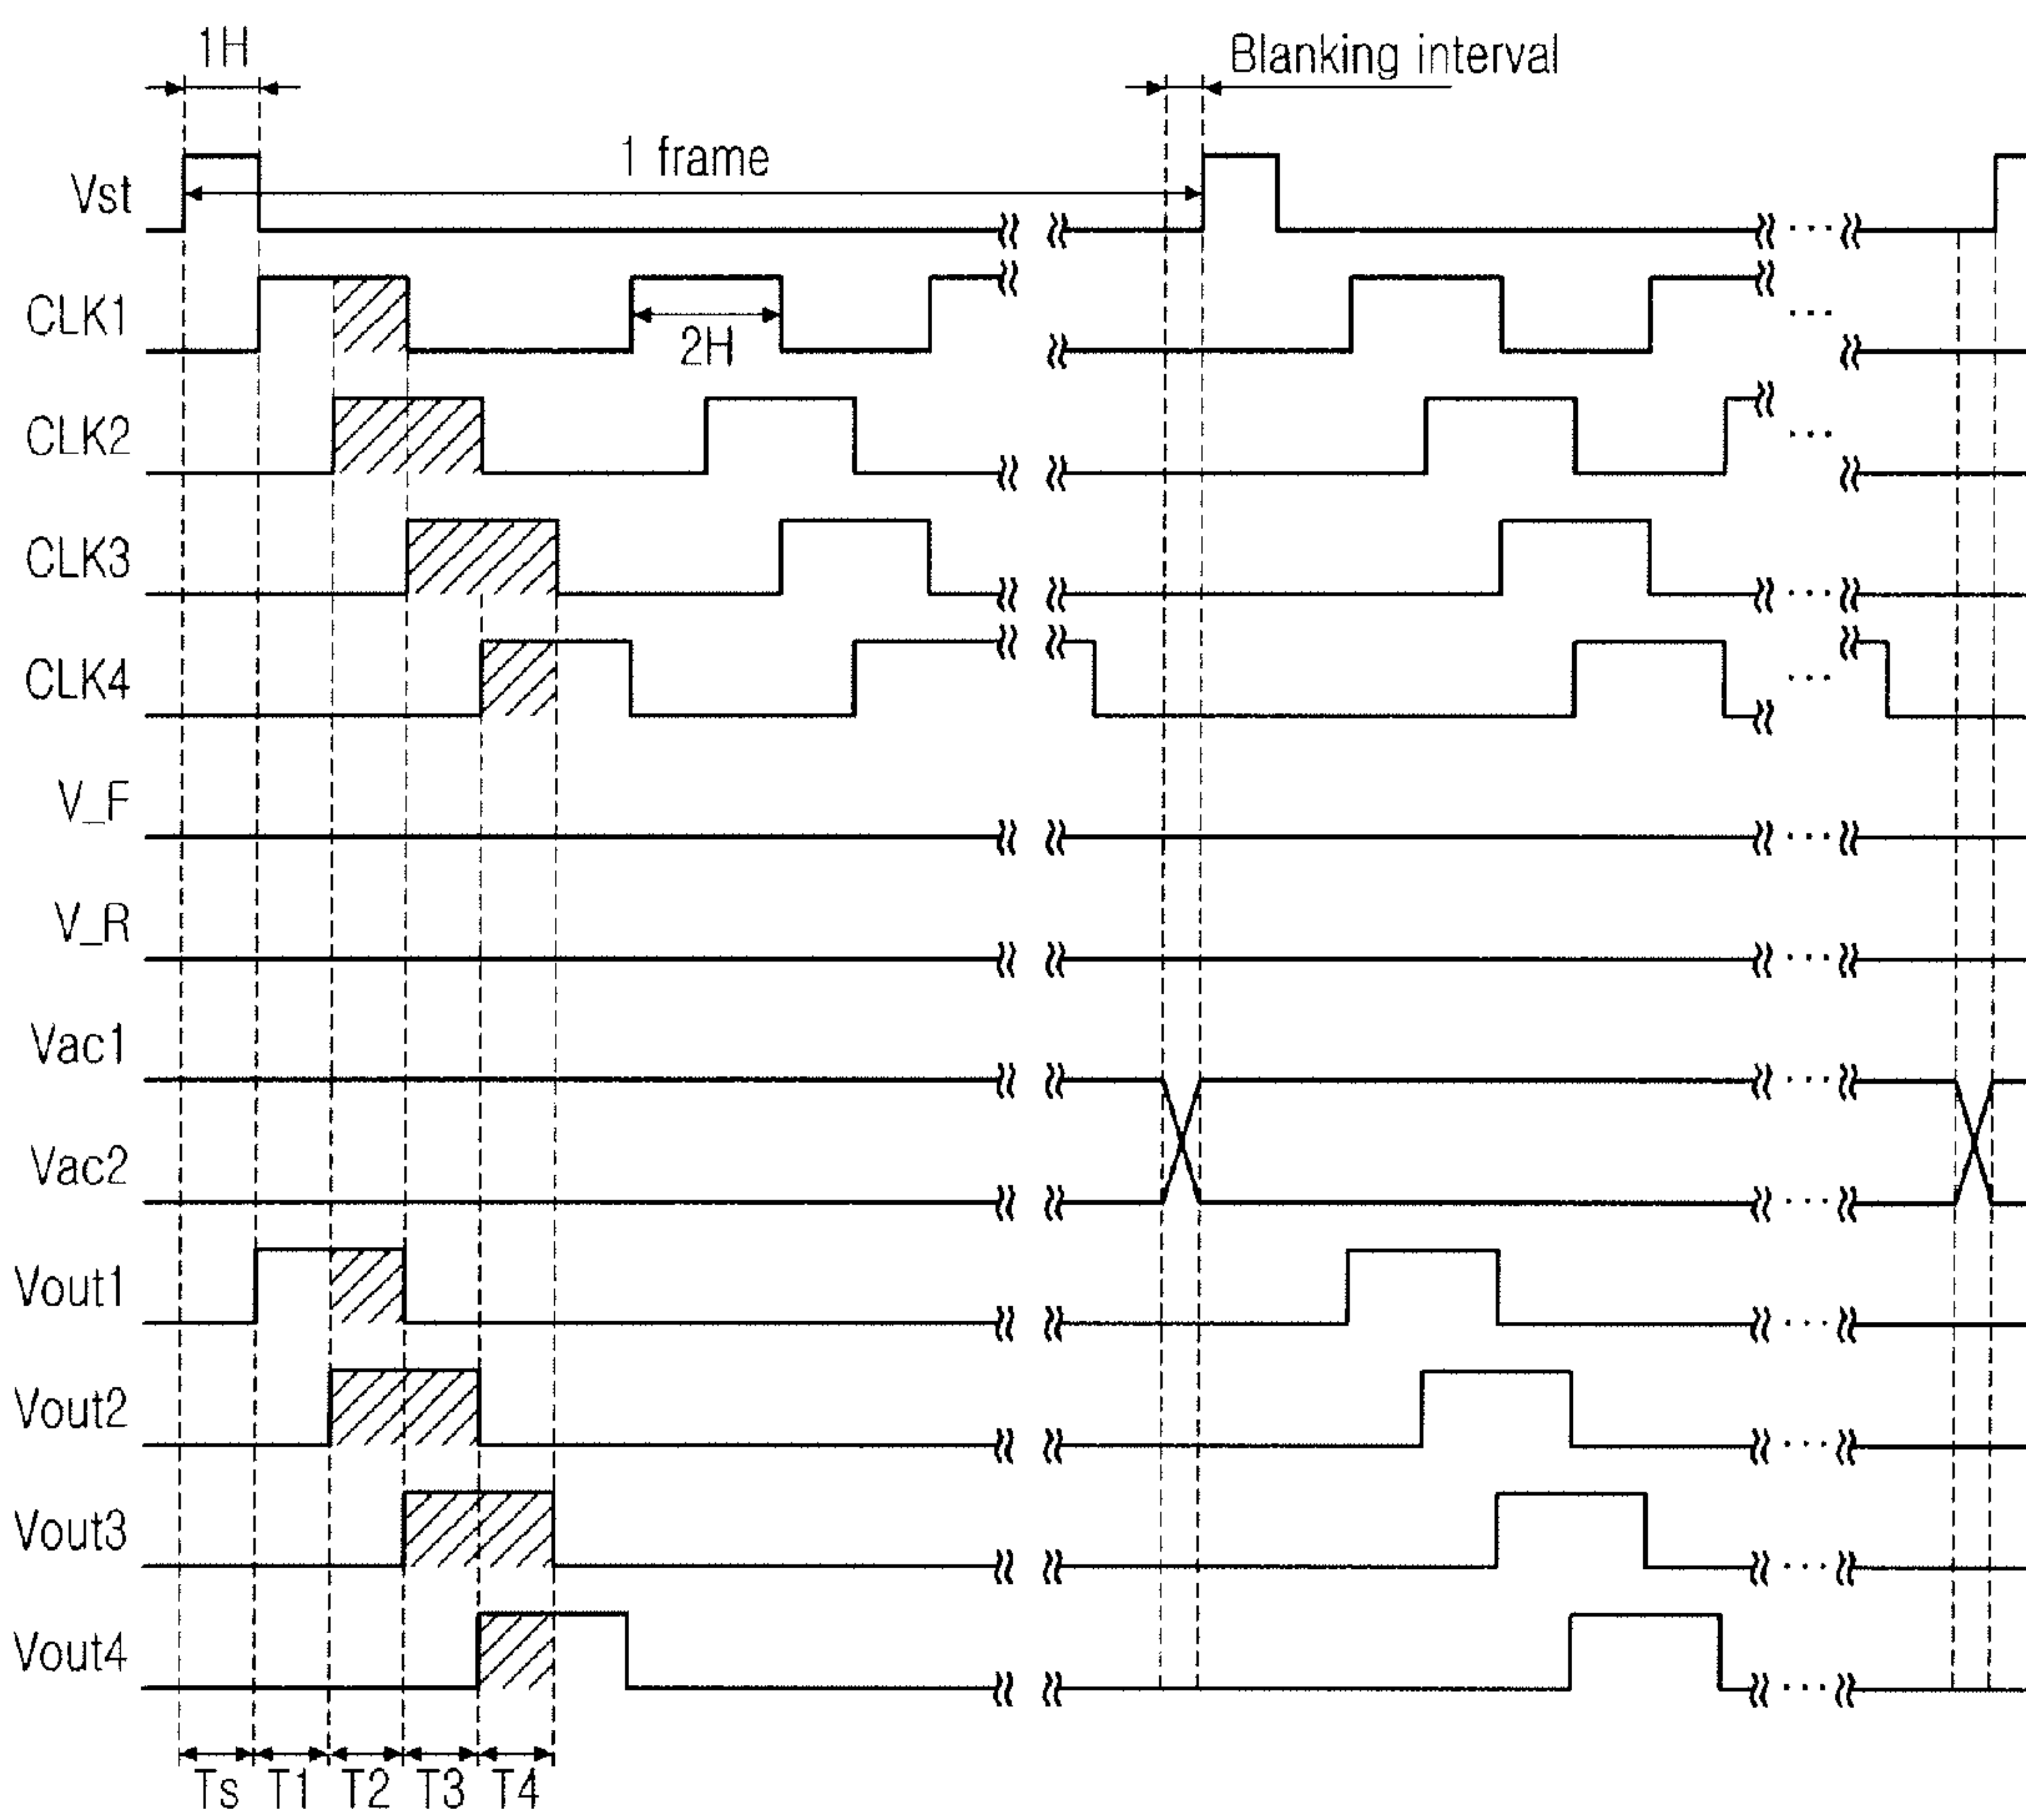 1H
Blanking interval
1 frame
Vst
...
CLK1
2H
...
CLK2
...
CLK3
...
CLK4
...
V_F
...
V_R
...
Vac1
...
Vac2
...
Vout1
...
Vout2
...
Vout3
...
Vout4
...
Ts T1 T2 T3 T4